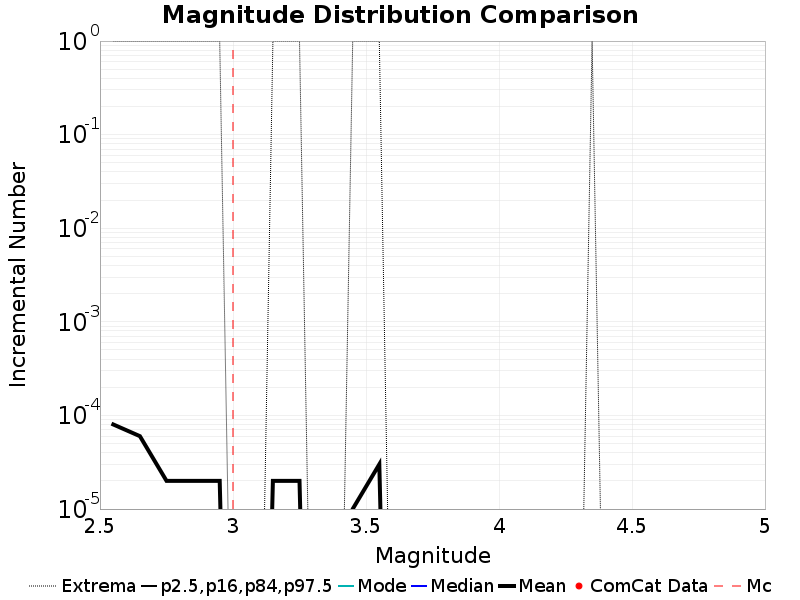 Magnitude Distribution Comparison
Incremental Number
10^0
10^-1
10^-2
10^-3
10^-4
10^-5
2.5 3 3.5 4 4.5 5
Magnitude
Extrema p2.5,p16,p84,p97.5 Mode Median Mean ComCat Data Mc